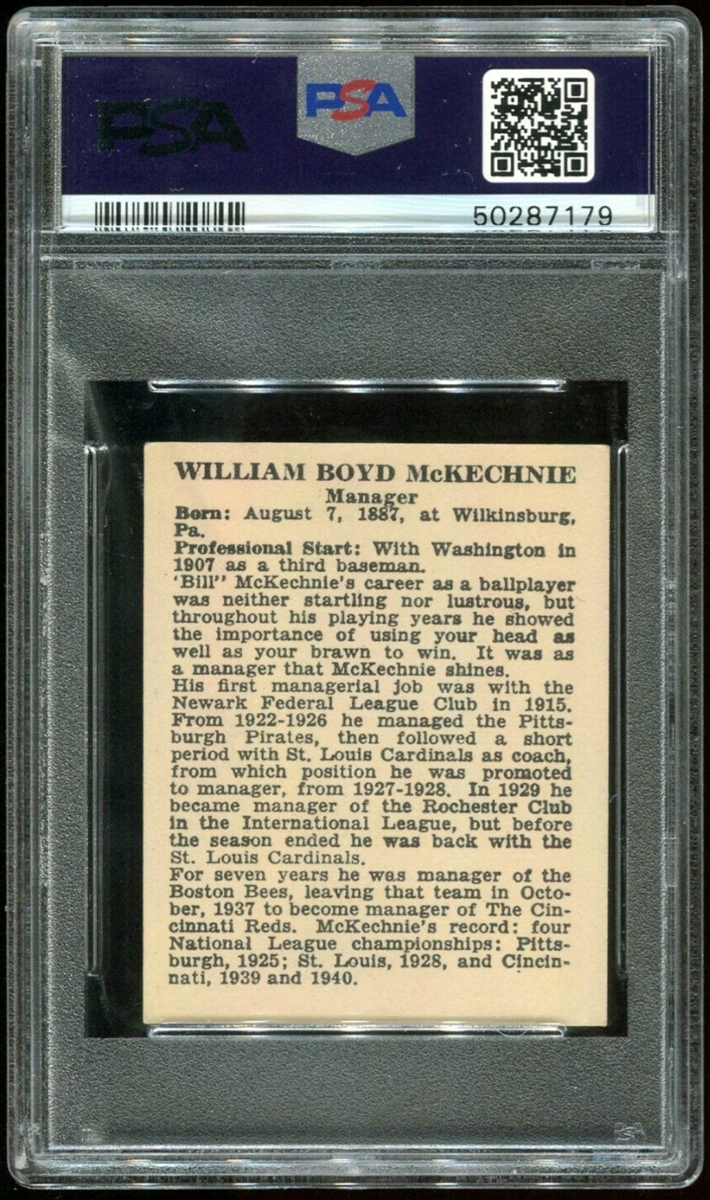 PSA
PSA
50287179
WILLIAM BOYD McKECHNIE
Manager
Born: August 7, 1887, at Wilkinsburg,
Pa.
Professional Start: With Washington in
1907 as a third baseman.
'Bill" McKechnie's career as a ballplayer
was neither startling nor lustrous, but
throughout his playing years he showed
the importance of using your head as
well as your brawn to win. It was as
a manager that McKechnie shines.
His first managerial job was with the
Newark Federal League Club in 1915.
From 1922-1926 he managed the Pitts-
burgh Pirates, then followed a short
period with St. Louis Cardinals as coach,
from which position he was promoted
to manager, from 1927-1928. In 1929 he
became manager of the Rochester Club
in the International League, but before
the season ended he was back with the
St. Louis Cardinals.
For seven years he was manager of the
Boston Bees, leaving that team in Octo-
ber, 1937 to become manager of The Cin-
cinnati Reds. McKechnie's record: four
National League championships: Pitts-
burgh, 1925; St. Louis, 1928, and Cincin-
nati, 1939 and 1940.
PSA